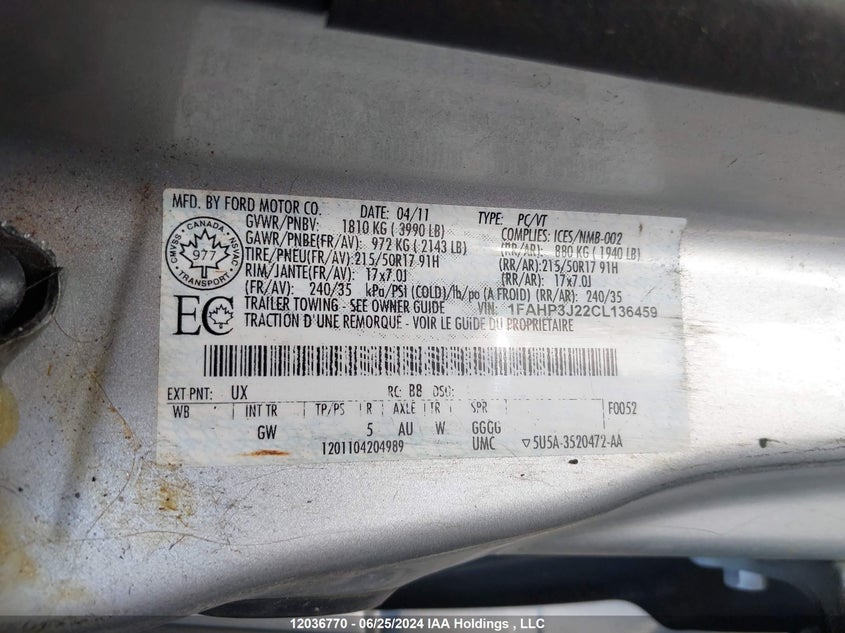 MFD. BY FORD MOTOR CO. DATE: 04/11 TYPE: PC/VT
GVWR/PNBV: 1810 KG ( 3990 LB) COMPLIES: ICES/NMB-002
GAWR/PNBE(FR/AV): 972 KG ( 2143 LB) (RR/AR): 880 KG ( 1940 LB)
TIRE/PNEU(FR/AV): 215/50R17 91H (RR/AR): 215/50R17 91H
RIM/JANTE(FR/AV): 17x7.0J (RR/AR): 17x7.0J
(FR/AV): 240/35 kPa/PSI (COLD)/lb/po (A FROID) (RR/AR): 240/35
TRAILER TOWING - SEE OWNER GUIDE VIN: 1FAHP3J22CL136459
TRACTION D'UNE REMORQUE - VOIR LE GUIDE DU PROPRIETAIRE
CMVSS · CANADA · NSVAC
977
TRANSPORT
EC
EXT PNT: UX RC: B8 DSO:
WB INT TR TP/PS R AXLE TR SPR F0052
GW 5 AU W GGGG
1201104204989 UMC ▽5U5A-3520472-AA
12036770 - 06/25/2024 IAA Holdings , LLC